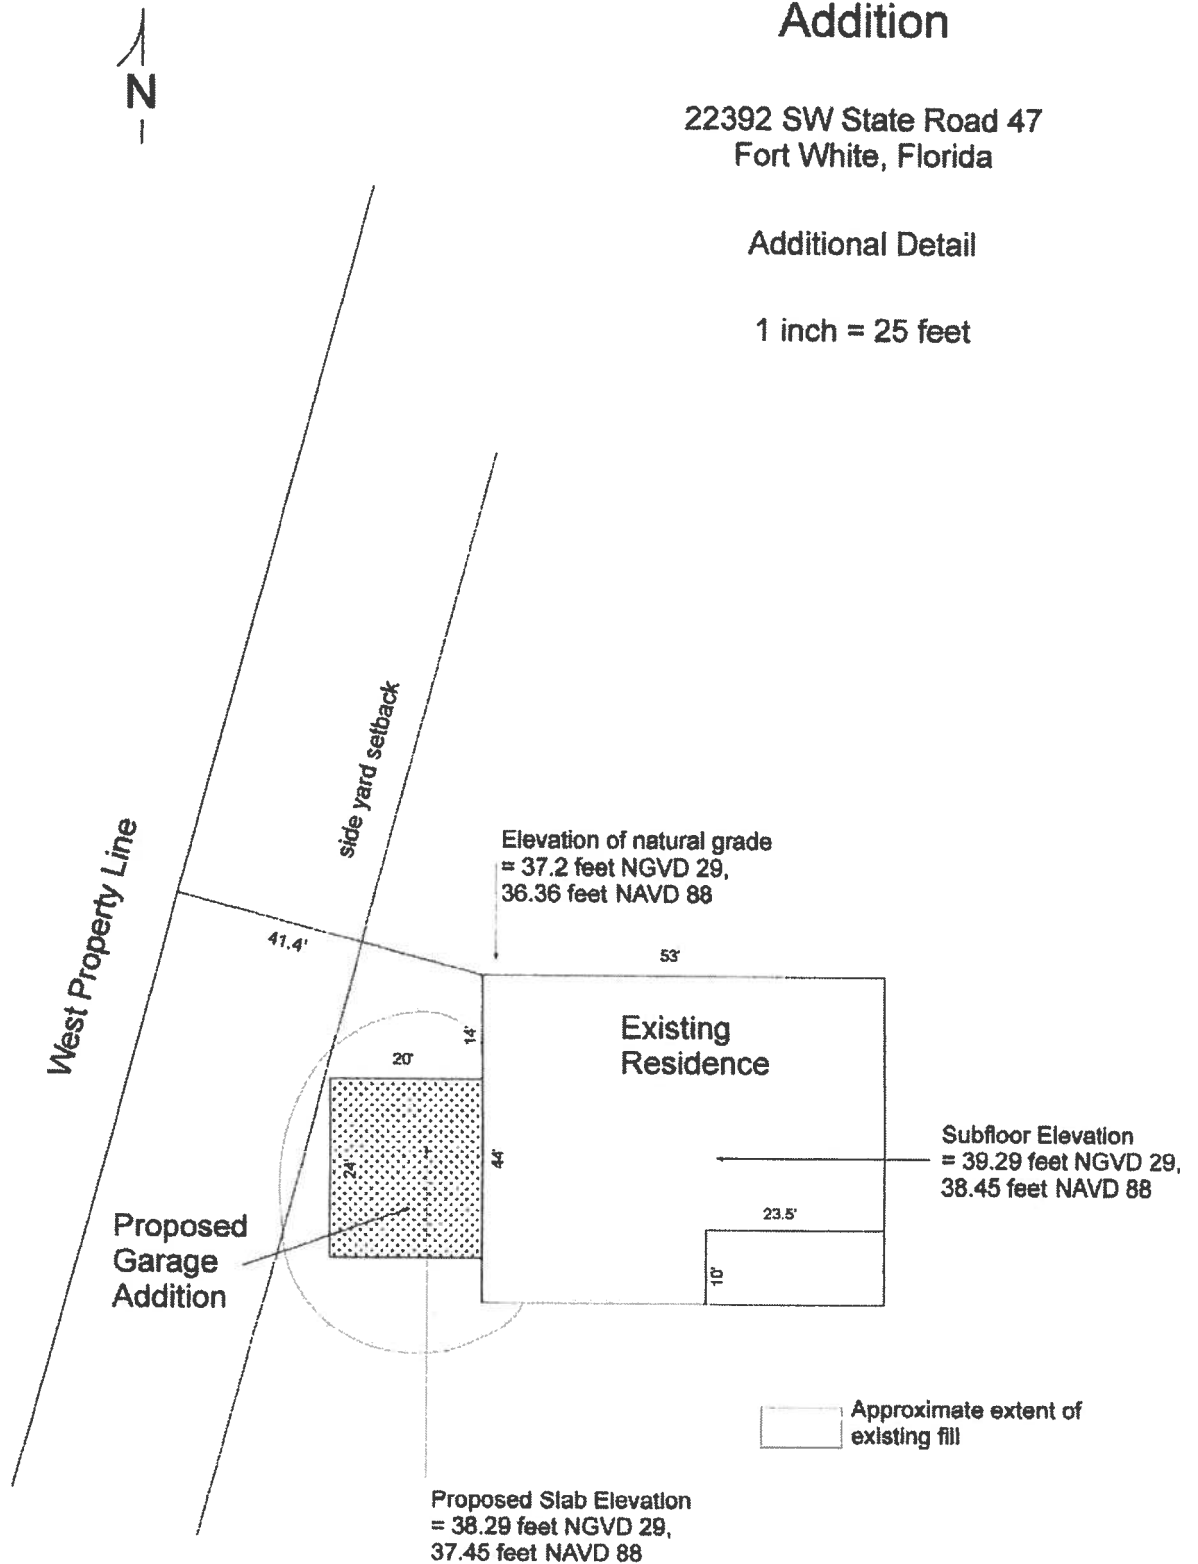 Addition
N
22392 SW State Road 47
Fort White, Florida
Additional Detail
1 inch = 25 feet
side yard setback
West Property Line
Elevation of natural grade
= 37.2 feet NGVD 29,
36.36 feet NAVD 88
41.4'
53'
14'
Existing
Residence
20'
24'
44'
Subfloor Elevation
= 39.29 feet NGVD 29,
38.45 feet NAVD 88
23.5'
10'
Proposed
Garage
Addition
Approximate extent of
existing fill
Proposed Slab Elevation
= 38.29 feet NGVD 29,
37.45 feet NAVD 88